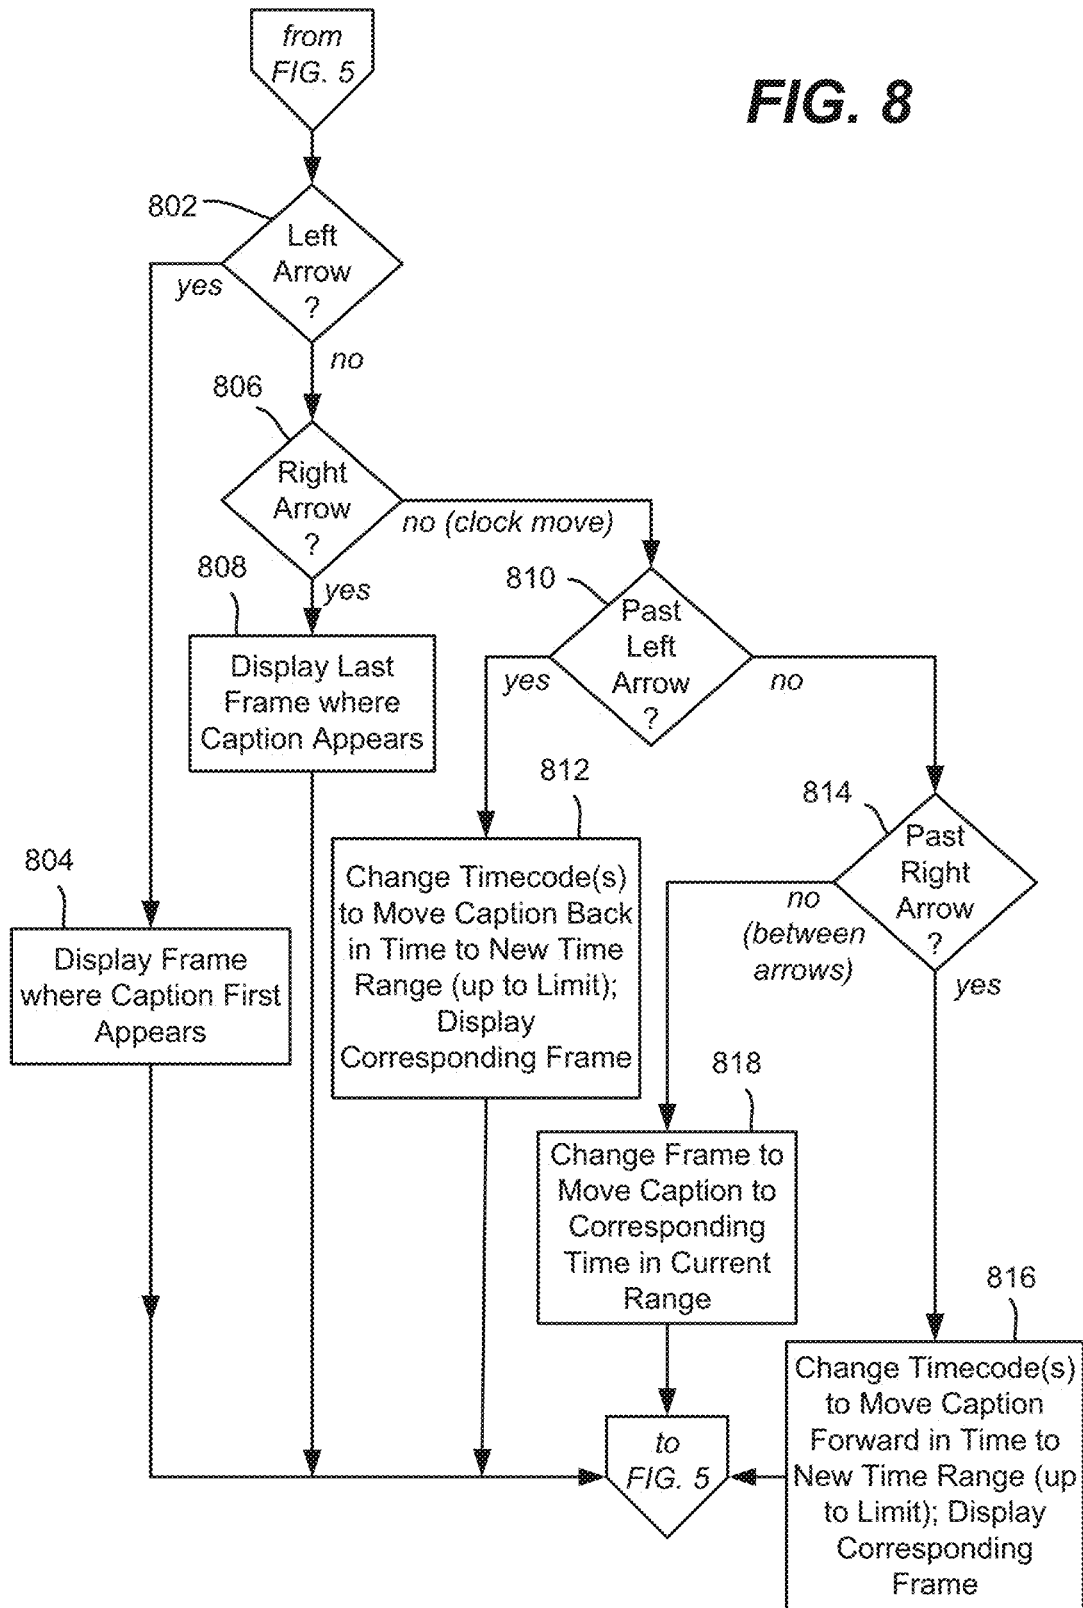 from
FIG. 5
FIG. 8
802
Left
Arrow
?
yes
no
806
Right
Arrow
?
no (clock move)
yes
808
Display Last
Frame where
Caption Appears
810
Past
Left
Arrow
?
yes
no
812
Change Timecode(s)
to Move Caption Back
in Time to New Time
Range (up to Limit);
Display
Corresponding Frame
814
Past
Right
Arrow
?
no
(between
arrows)
yes
804
Display Frame
where Caption First
Appears
818
Change Frame to
Move Caption to
Corresponding
Time in Current
Range
816
Change Timecode(s)
to Move Caption
Forward in Time to
New Time Range (up
to Limit); Display
Corresponding
Frame
to
FIG. 5